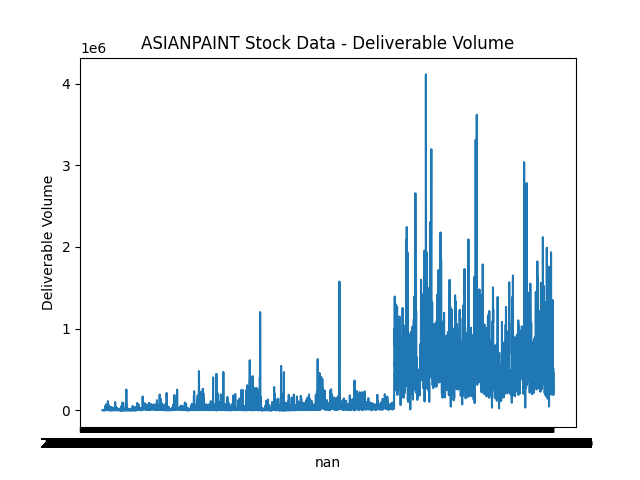 ASIANPAINT Stock Data - Deliverable Volume
1e6
4
3
2
1
0
Deliverable Volume
nan